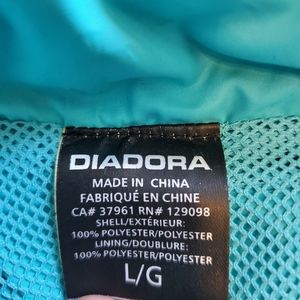 DIADORA
MADE IN CHINA
FABRIQUÉ EN CHINE
CA# 37961 RN# 129098
SHELL/EXTÉRIEUR:
100% POLYESTER/POLYESTER
LINING/DOUBLURE:
100% POLYESTER/POLYESTER
L/G